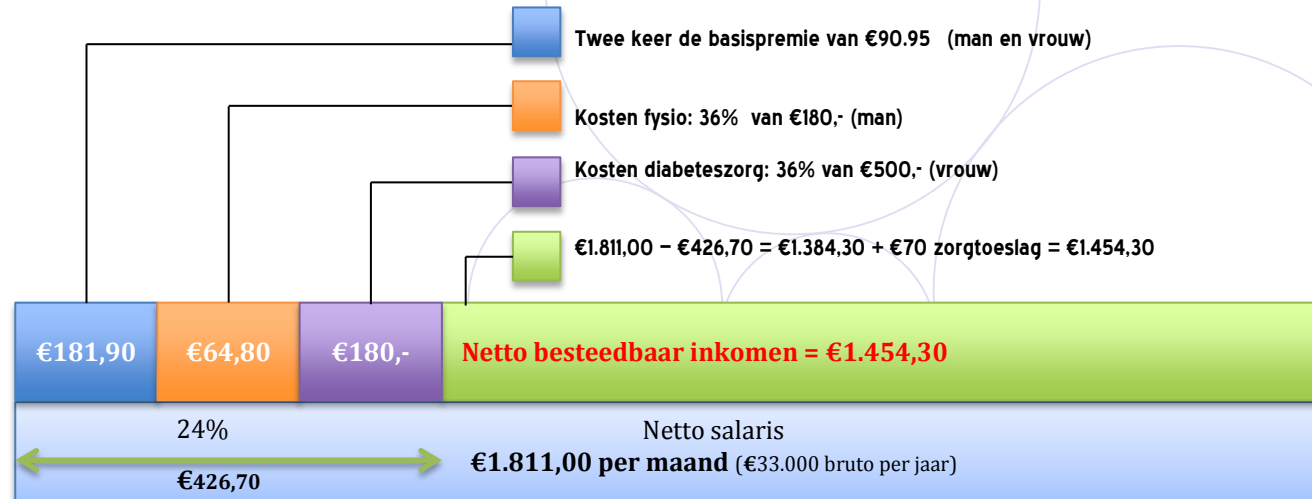 Twee keer de basispremie van €90.95 (man en vrouw)
Kosten fysio: 36% van €180,- (man)
Kosten diabeteszorg: 36% van €500,- (vrouw)
€1.811,00 – €426,70 = €1.384,30 + €70 zorgtoeslag = €1.454,30
€181,90 €64,80 €180,- Netto besteedbaar inkomen = €1.454,30
24% Netto salaris
€1.811,00 per maand (€33.000 bruto per jaar)
€426,70